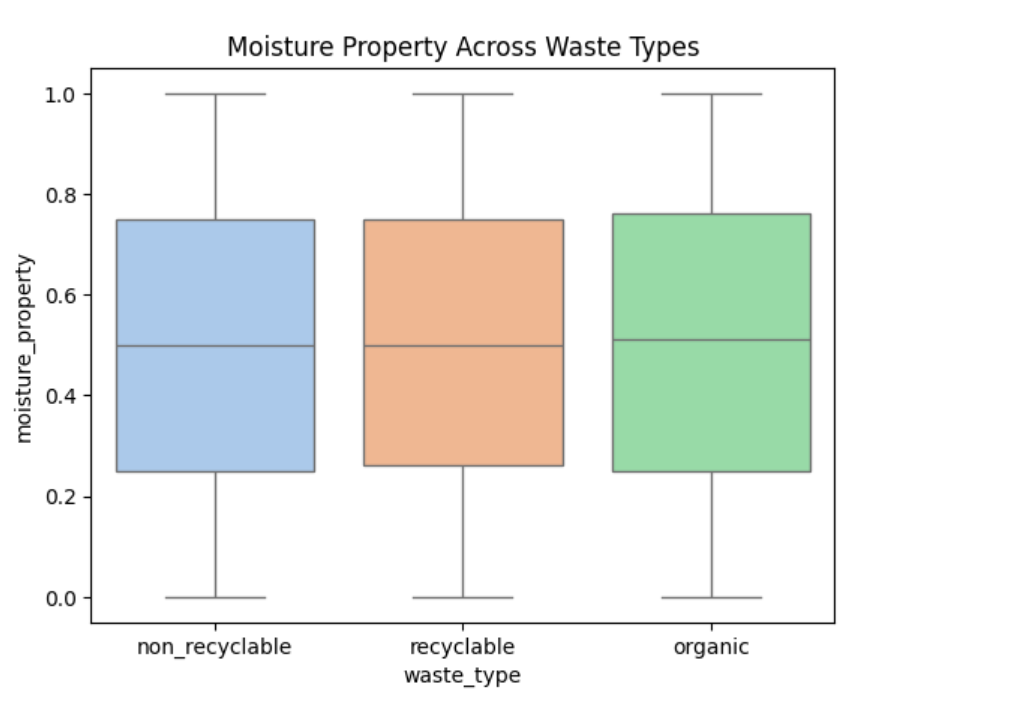 Moisture Property Across Waste Types
moisture_property
1.0
0.8
0.6
0.4
0.2
0.0
non_recyclable recyclable organic
waste_type